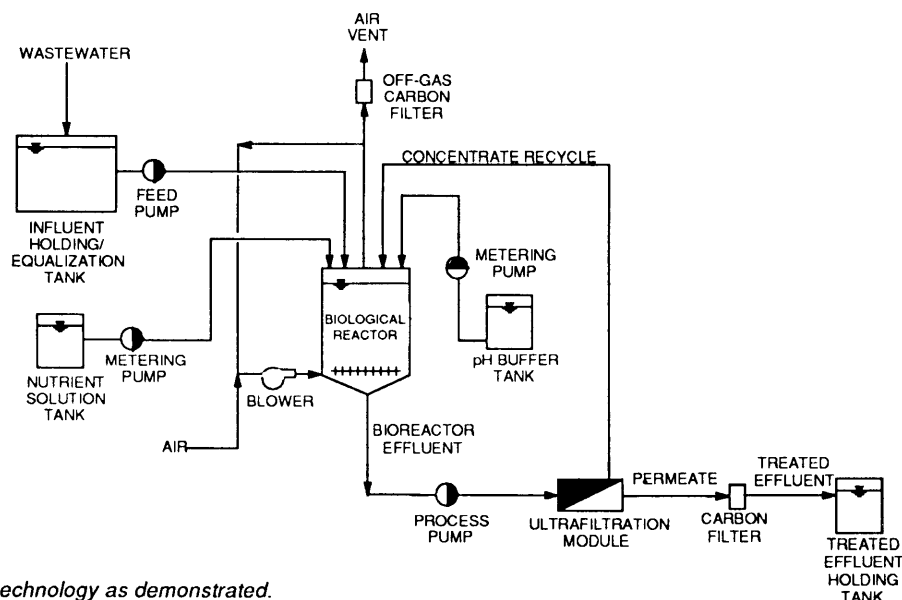 AIR
VENT
WASTEWATER
OFF-GAS
CARBON
FILTER
CONCENTRATE RECYCLE
FEED
PUMP
INFLUENT
HOLDING/
EQUALIZATION
TANK
METERING
PUMP
BIOLOGICAL
REACTOR
pH BUFFER
TANK
METERING
PUMP
NUTRIENT
SOLUTION
TANK
BLOWER
AIR
BIOREACTOR
EFFLUENT
PROCESS
PUMP
ULTRAFILTRATION
MODULE
PERMEATE
CARBON
FILTER
TREATED
EFFLUENT
TREATED
EFFLUENT
HOLDING
TANK
echnology as demonstrated.